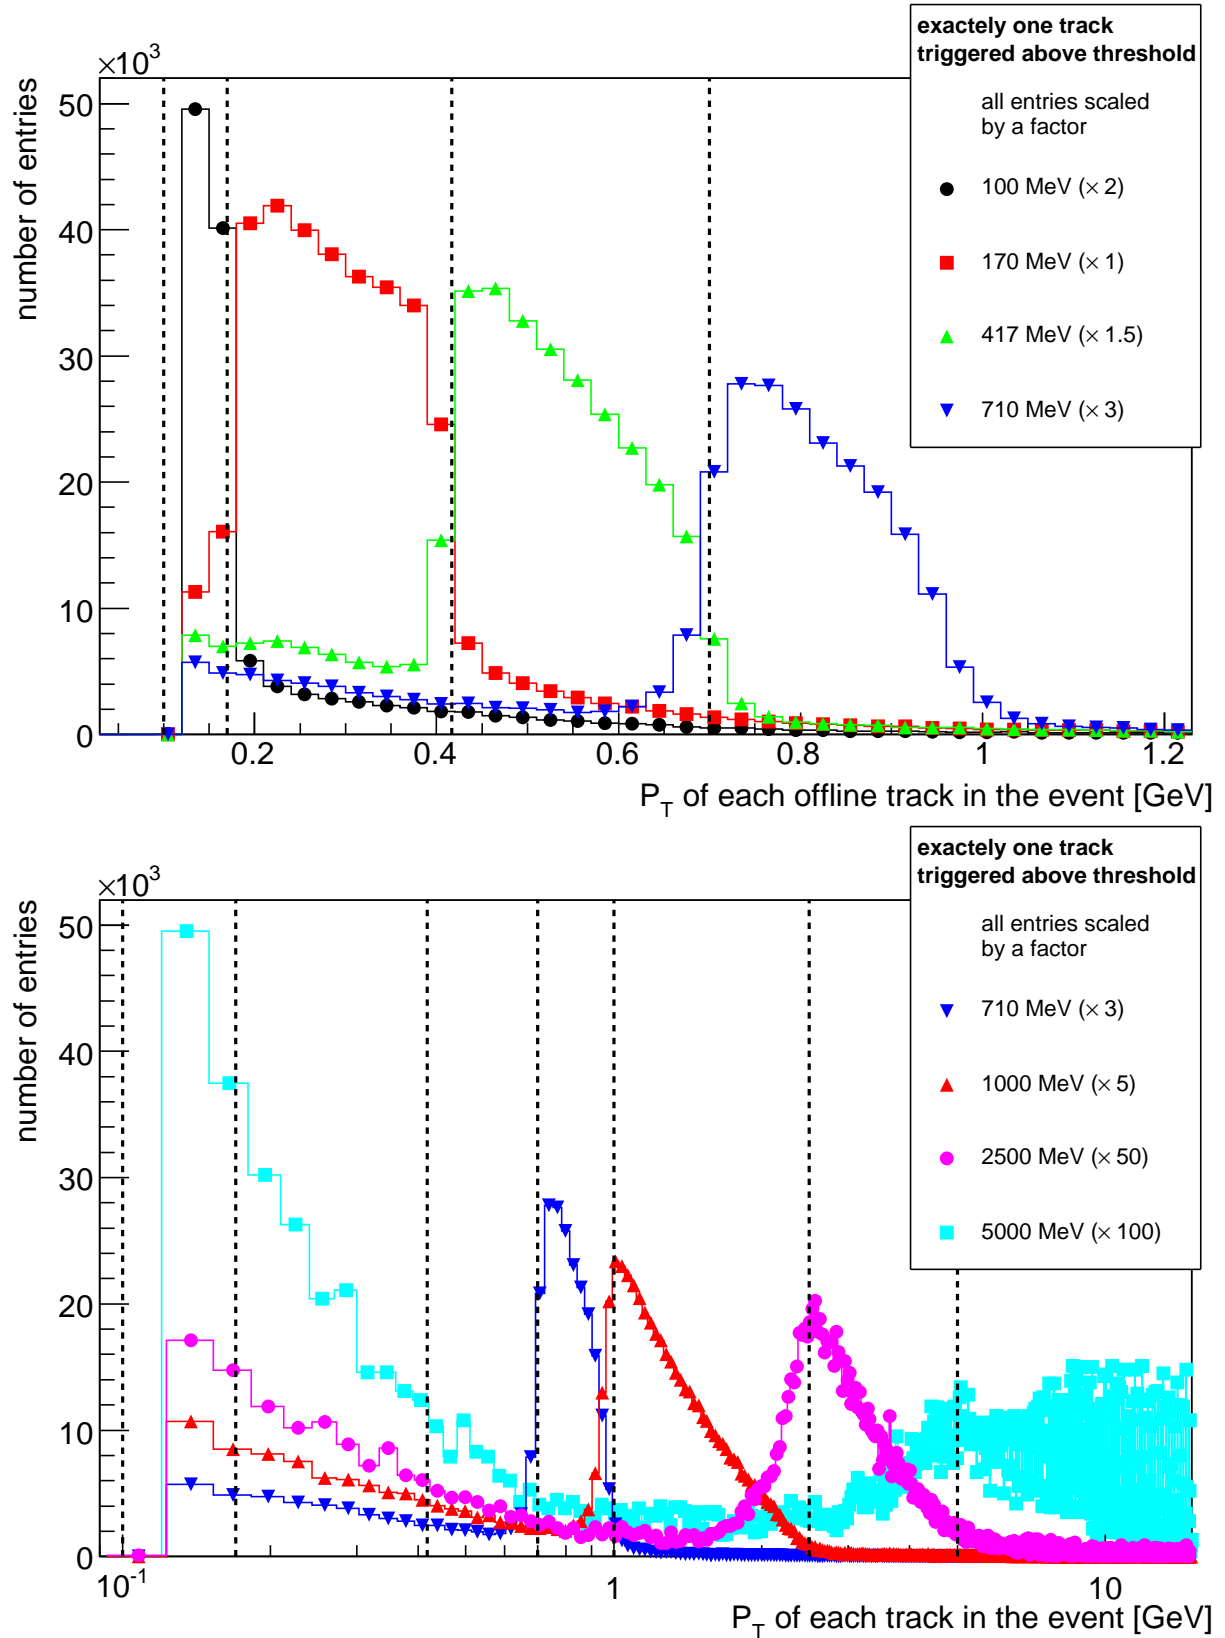 exactely one track
triggered above threshold
all entries scaled
by a factor
100 MeV (× 2)
170 MeV (× 1)
417 MeV (× 1.5)
710 MeV (× 3)
×10³
number of entries
50
40
30
20
10
0
0.2 0.4 0.6 0.8 1 1.2
P_T of each offline track in the event [GeV]
exactely one track
triggered above threshold
all entries scaled
by a factor
710 MeV (× 3)
1000 MeV (× 5)
2500 MeV (× 50)
5000 MeV (× 100)
×10³
number of entries
50
40
30
20
10
0
10⁻¹ 1 10
P_T of each track in the event [GeV]